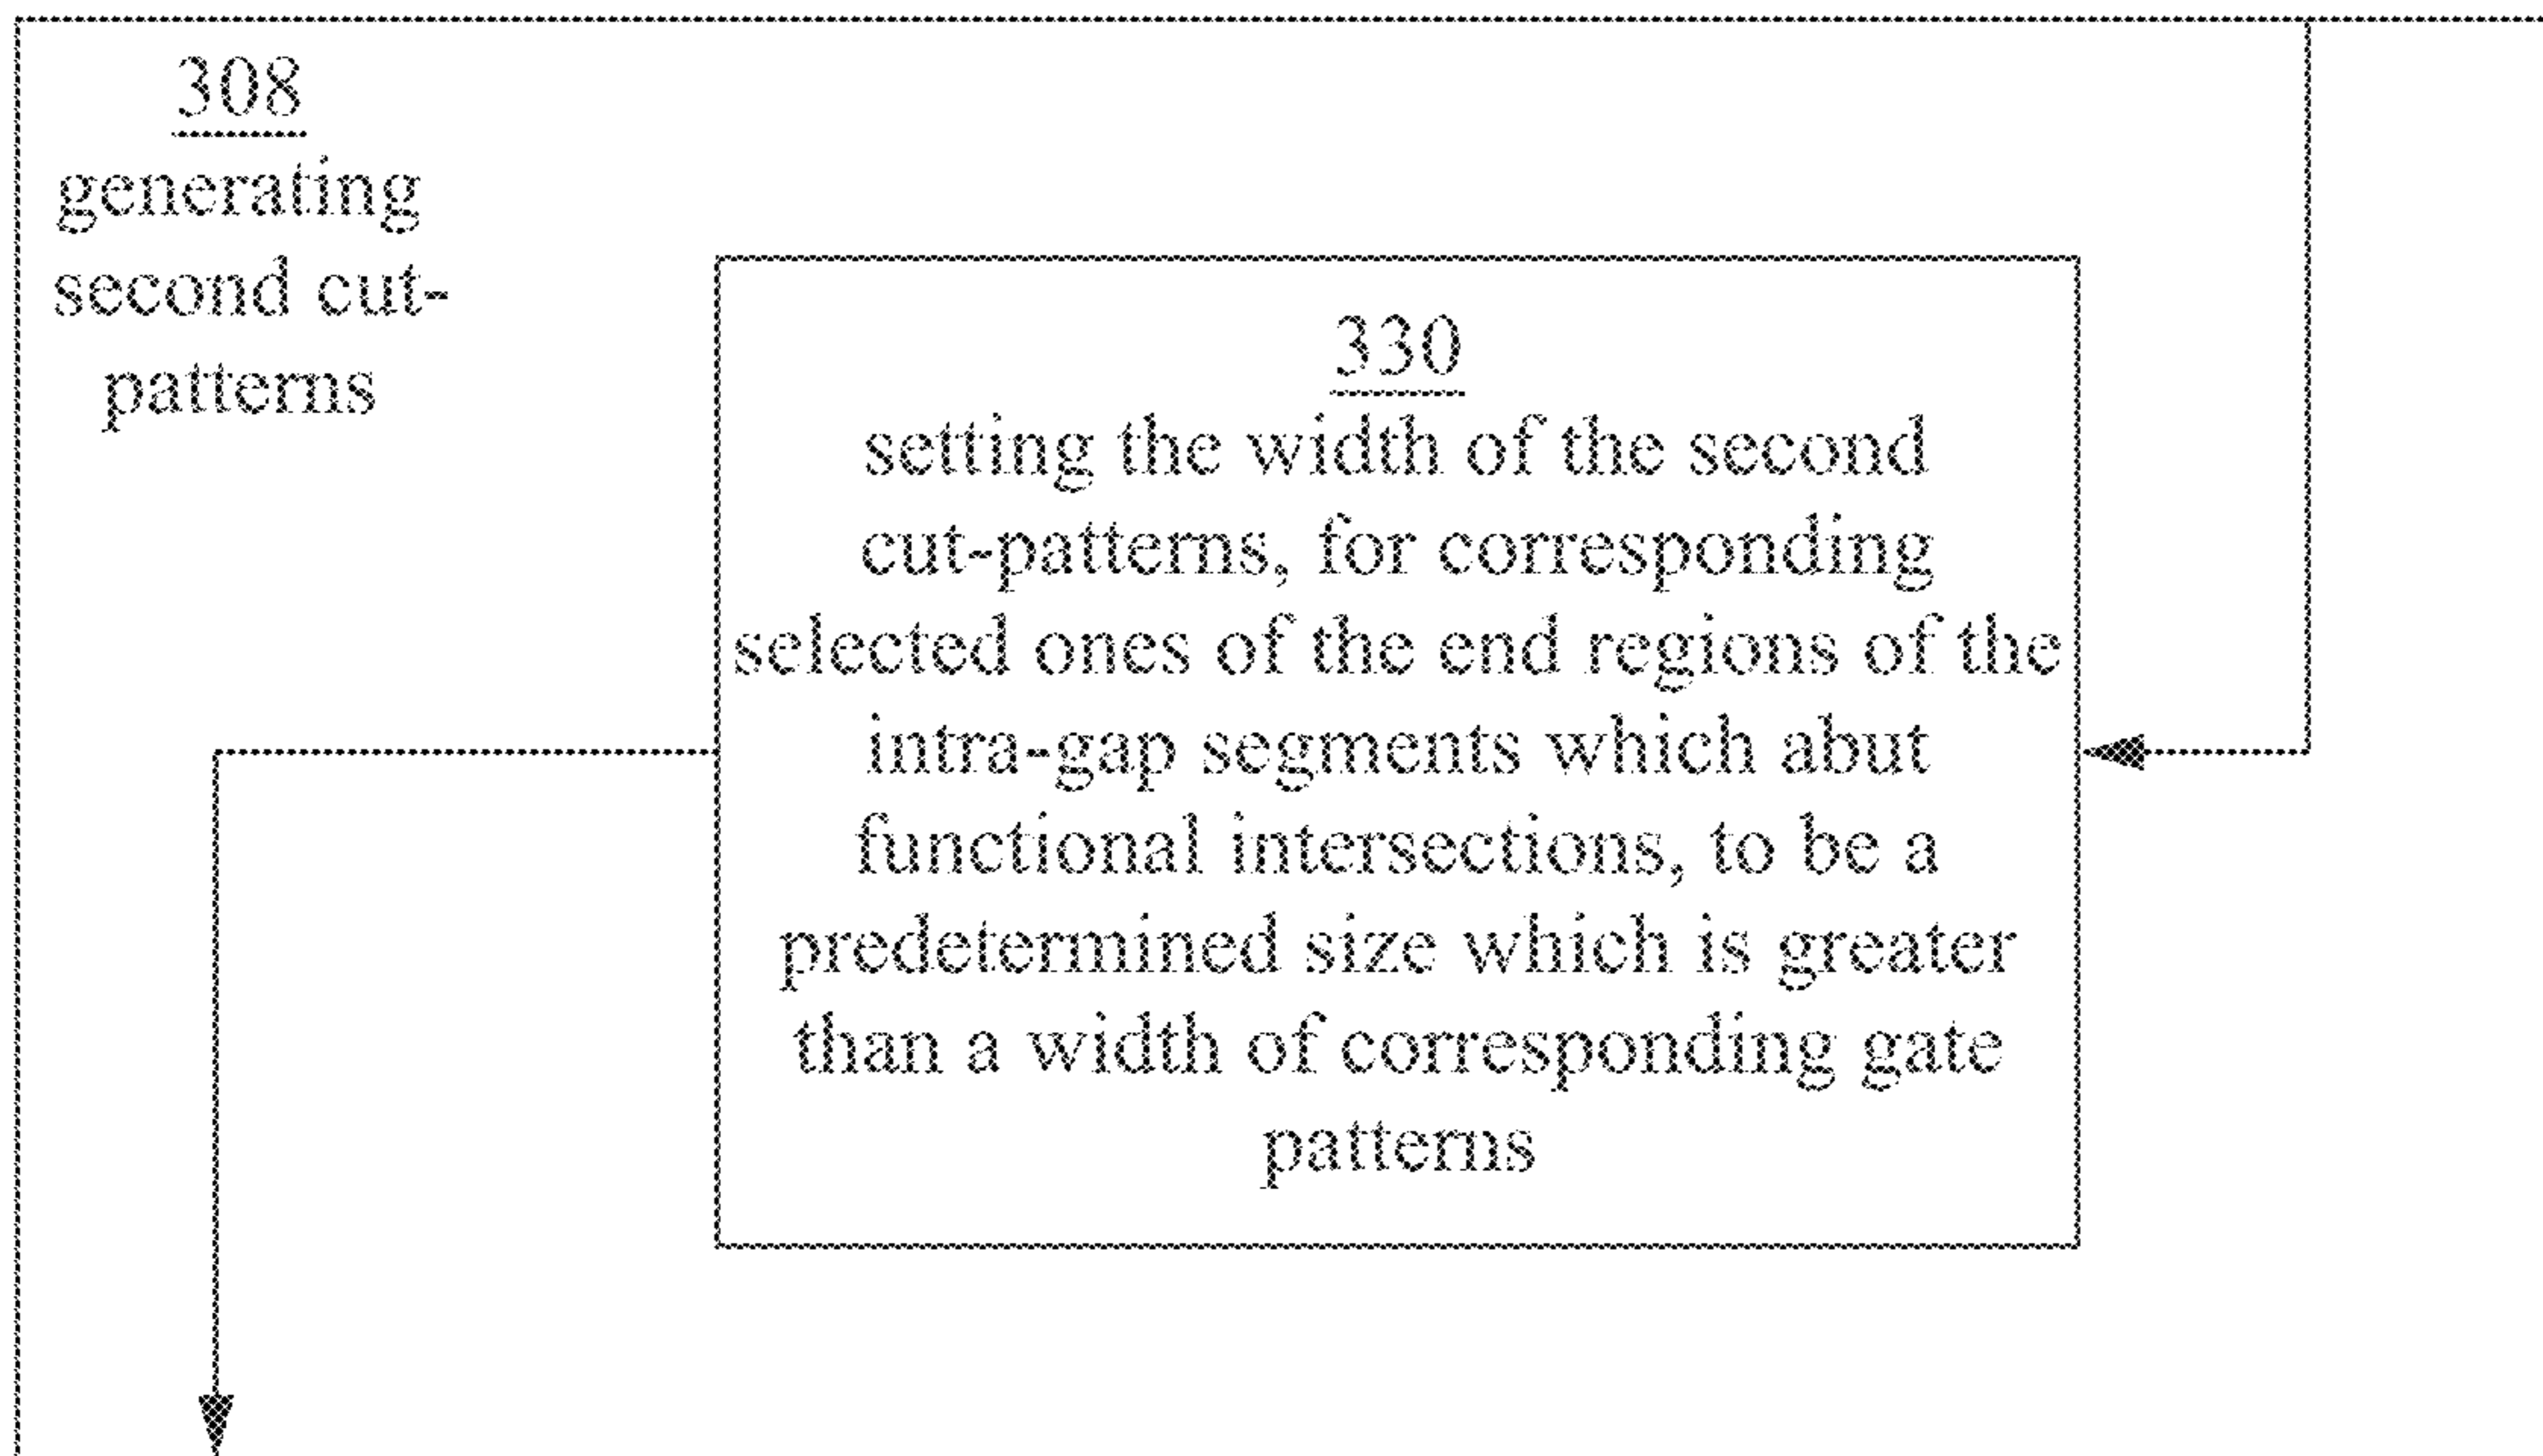 308
generating
second cut-
patterns
330
setting the width of the second
cut-patterns, for corresponding
selected ones of the end regions of the
intra-gap segments which abut
functional intersections, to be a
predetermined size which is greater
than a width of corresponding gate
patterns